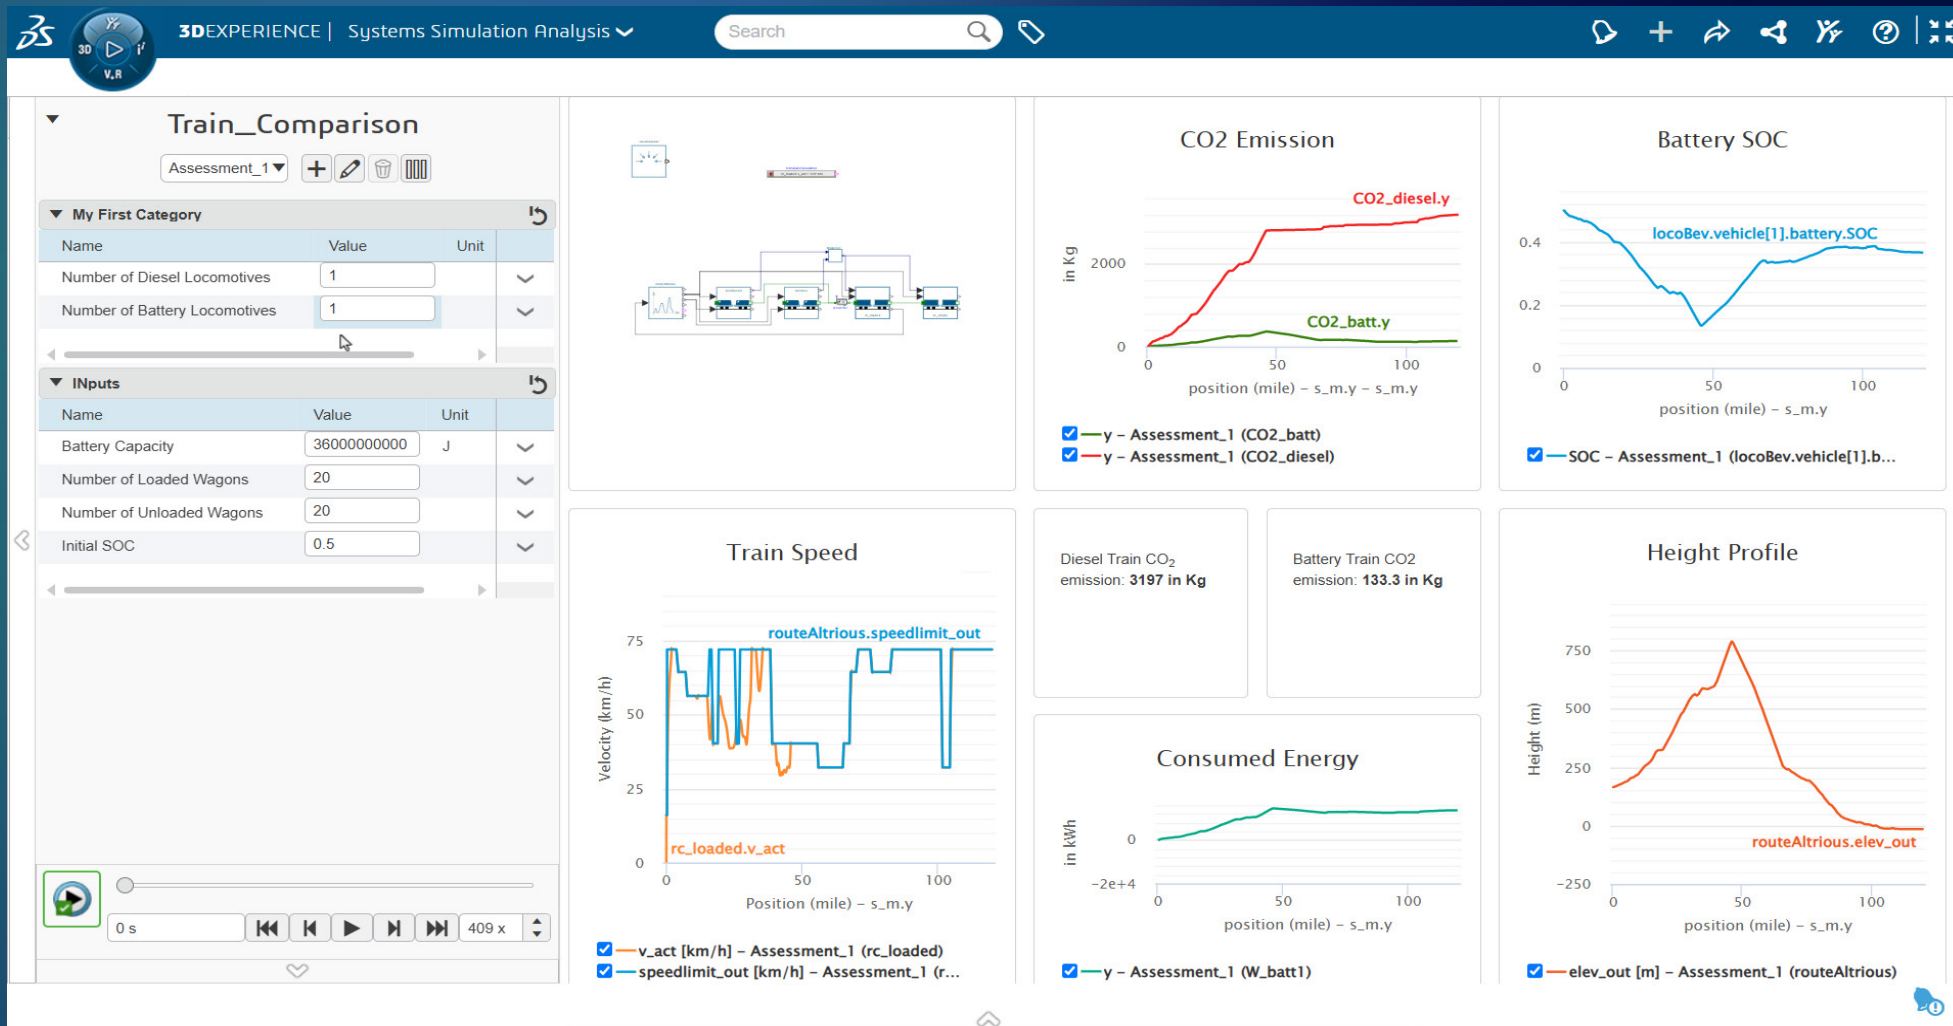 3DEXPERIENCE | Systems Simulation Analysis
Search
3D
V.R
Train_Comparison
Assessment_1
My First Category
Name Value Unit
Number of Diesel Locomotives 1
Number of Battery Locomotives 1
INputs
Name Value Unit
Battery Capacity 36000000000 J
Number of Loaded Wagons 20
Number of Unloaded Wagons 20
Initial SOC 0.5
0 s
409 x
CO2 Emission
CO2_diesel.y
CO2_batt.y
in Kg
2000
0
0 50 100
position (mile) – s_m.y – s_m.y
y – Assessment_1 (CO2_batt)
y – Assessment_1 (CO2_diesel)
Battery SOC
locoBev.vehicle[1].battery.SOC
0.4
0.2
0
0 50 100
position (mile) – s_m.y
SOC – Assessment_1 (locoBev.vehicle[1].b...
Train Speed
routeAltrious.speedlimit_out
rc_loaded.v_act
Velocity (km/h)
75
50
25
0
0 50 100
Position (mile) – s_m.y
v_act [km/h] – Assessment_1 (rc_loaded)
speedlimit_out [km/h] – Assessment_1 (r...
Diesel Train CO2
emission: 3197 in Kg
Battery Train CO2
emission: 133.3 in Kg
Consumed Energy
in kWh
0
-2e+4
0 50 100
position (mile) – s_m.y
y – Assessment_1 (W_batt1)
Height Profile
Height (m)
750
500
250
0
-250
routeAltrious.elev_out
0 50 100
position (mile) – s_m.y
elev_out [m] – Assessment_1 (routeAltrious)